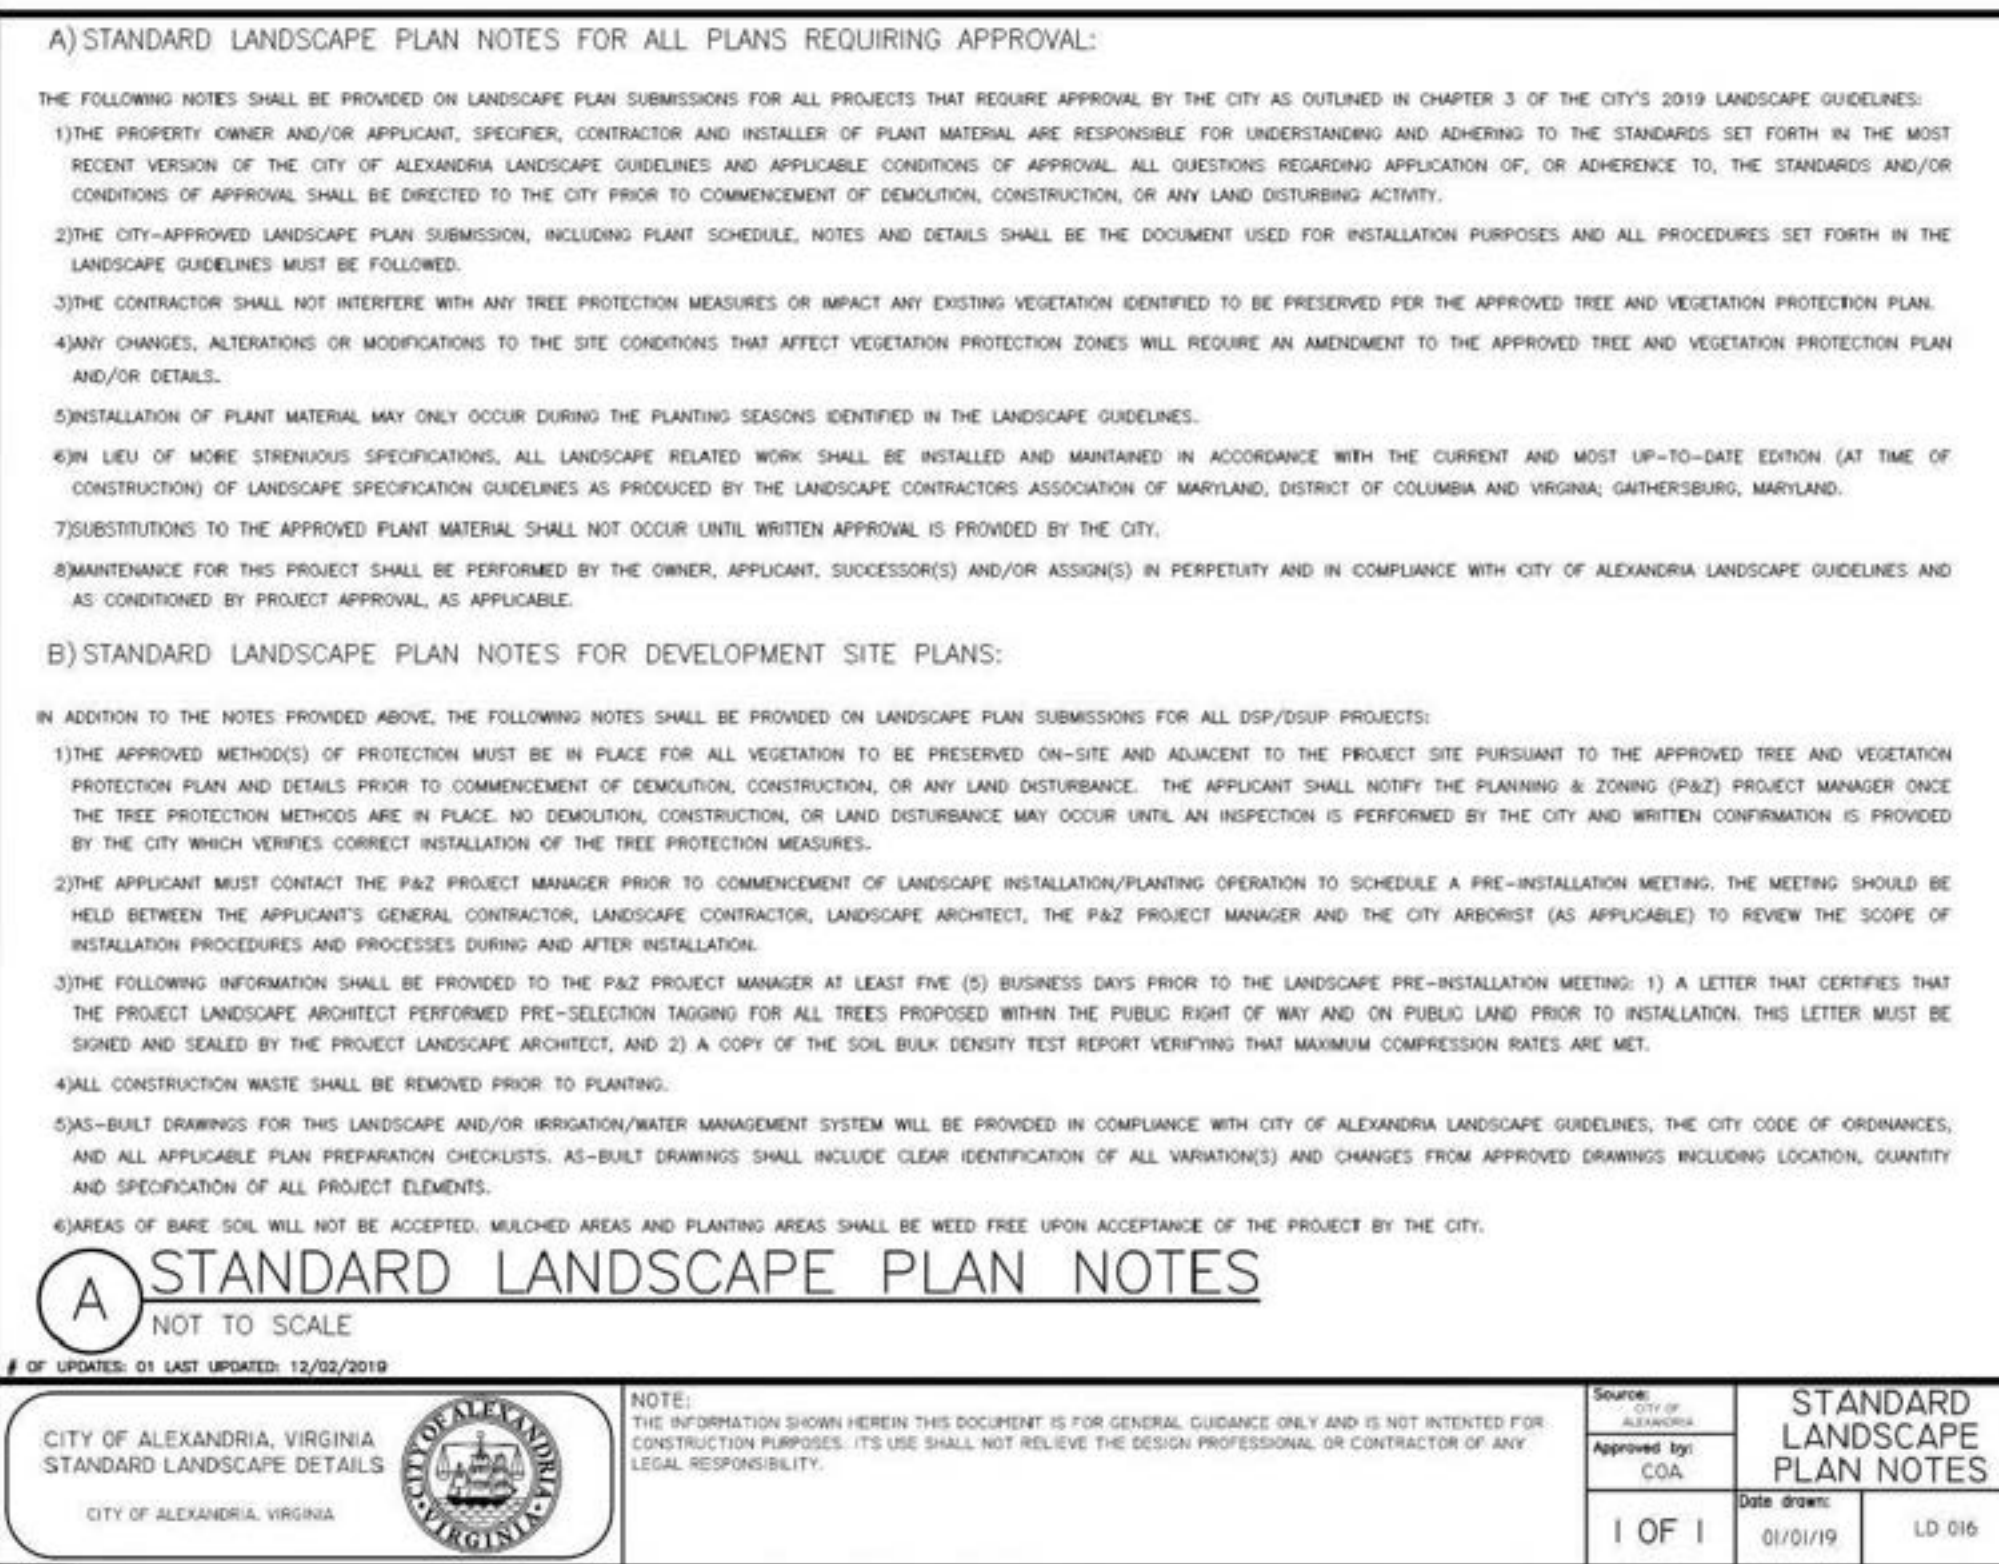 A) STANDARD LANDSCAPE PLAN NOTES FOR ALL PLANS REQUIRING APPROVAL:
THE FOLLOWING NOTES SHALL BE PROVIDED ON LANDSCAPE PLAN SUBMISSIONS FOR ALL PROJECTS THAT REQUIRE APPROVAL BY THE CITY AS OUTLINED IN CHAPTER 3 OF THE CITY'S 2019 LANDSCAPE GUIDELINES:
1)THE PROPERTY OWNER AND/OR APPLICANT, SPECIFIER, CONTRACTOR AND INSTALLER OF PLANT MATERIAL ARE RESPONSIBLE FOR UNDERSTANDING AND ADHERING TO THE STANDARDS SET FORTH IN THE MOST
RECENT VERSION OF THE CITY OF ALEXANDRIA LANDSCAPE GUIDELINES AND APPLICABLE CONDITIONS OF APPROVAL. ALL QUESTIONS REGARDING APPLICATION OF, OR ADHERENCE TO, THE STANDARDS AND/OR
CONDITIONS OF APPROVAL SHALL BE DIRECTED TO THE CITY PRIOR TO COMMENCEMENT OF DEMOLITION, CONSTRUCTION, OR ANY LAND DISTURBING ACTIVITY.
2)THE CITY-APPROVED LANDSCAPE PLAN SUBMISSION, INCLUDING PLANT SCHEDULE, NOTES AND DETAILS SHALL BE THE DOCUMENT USED FOR INSTALLATION PURPOSES AND ALL PROCEDURES SET FORTH IN THE
LANDSCAPE GUIDELINES MUST BE FOLLOWED.
3)THE CONTRACTOR SHALL NOT INTERFERE WITH ANY TREE PROTECTION MEASURES OR IMPACT ANY EXISTING VEGETATION IDENTIFIED TO BE PRESERVED PER THE APPROVED TREE AND VEGETATION PROTECTION PLAN.
4)ANY CHANGES, ALTERATIONS OR MODIFICATIONS TO THE SITE CONDITIONS THAT AFFECT VEGETATION PROTECTION ZONES WILL REQUIRE AN AMENDMENT TO THE APPROVED TREE AND VEGETATION PROTECTION PLAN
AND/OR DETAILS.
5)INSTALLATION OF PLANT MATERIAL MAY ONLY OCCUR DURING THE PLANTING SEASONS IDENTIFIED IN THE LANDSCAPE GUIDELINES.
6)IN LIEU OF MORE STRENUOUS SPECIFICATIONS, ALL LANDSCAPE RELATED WORK SHALL BE INSTALLED AND MAINTAINED IN ACCORDANCE WITH THE CURRENT AND MOST UP-TO-DATE EDITION (AT TIME OF
CONSTRUCTION) OF LANDSCAPE SPECIFICATION GUIDELINES AS PRODUCED BY THE LANDSCAPE CONTRACTORS ASSOCIATION OF MARYLAND, DISTRICT OF COLUMBIA AND VIRGINIA; GAITHERSBURG, MARYLAND.
7)SUBSTITUTIONS TO THE APPROVED PLANT MATERIAL SHALL NOT OCCUR UNTIL WRITTEN APPROVAL IS PROVIDED BY THE CITY.
8)MAINTENANCE FOR THIS PROJECT SHALL BE PERFORMED BY THE OWNER, APPLICANT, SUCCESSOR(S) AND/OR ASSIGN(S) IN PERPETUITY AND IN COMPLIANCE WITH CITY OF ALEXANDRIA LANDSCAPE GUIDELINES AND
AS CONDITIONED BY PROJECT APPROVAL, AS APPLICABLE.
B) STANDARD LANDSCAPE PLAN NOTES FOR DEVELOPMENT SITE PLANS:
IN ADDITION TO THE NOTES PROVIDED ABOVE, THE FOLLOWING NOTES SHALL BE PROVIDED ON LANDSCAPE PLAN SUBMISSIONS FOR ALL DSP/DSUP PROJECTS:
1)THE APPROVED METHOD(S) OF PROTECTION MUST BE IN PLACE FOR ALL VEGETATION TO BE PRESERVED ON-SITE AND ADJACENT TO THE PROJECT SITE PURSUANT TO THE APPROVED TREE AND VEGETATION
PROTECTION PLAN AND DETAILS PRIOR TO COMMENCEMENT OF DEMOLITION, CONSTRUCTION, OR ANY LAND DISTURBANCE. THE APPLICANT SHALL NOTIFY THE PLANNING & ZONING (P&Z) PROJECT MANAGER ONCE
THE TREE PROTECTION METHODS ARE IN PLACE. NO DEMOLITION, CONSTRUCTION, OR LAND DISTURBANCE MAY OCCUR UNTIL AN INSPECTION IS PERFORMED BY THE CITY AND WRITTEN CONFIRMATION IS PROVIDED
BY THE CITY WHICH VERIFIES CORRECT INSTALLATION OF THE TREE PROTECTION MEASURES.
2)THE APPLICANT MUST CONTACT THE P&Z PROJECT MANAGER PRIOR TO COMMENCEMENT OF LANDSCAPE INSTALLATION/PLANTING OPERATION TO SCHEDULE A PRE-INSTALLATION MEETING. THE MEETING SHOULD BE
HELD BETWEEN THE APPLICANT'S GENERAL CONTRACTOR, LANDSCAPE CONTRACTOR, LANDSCAPE ARCHITECT, THE P&Z PROJECT MANAGER AND THE CITY ARBORIST (AS APPLICABLE) TO REVIEW THE SCOPE OF
INSTALLATION PROCEDURES AND PROCESSES DURING AND AFTER INSTALLATION.
3)THE FOLLOWING INFORMATION SHALL BE PROVIDED TO THE P&Z PROJECT MANAGER AT LEAST FIVE (5) BUSINESS DAYS PRIOR TO THE LANDSCAPE PRE-INSTALLATION MEETING: 1) A LETTER THAT CERTIFIES THAT
THE PROJECT LANDSCAPE ARCHITECT PERFORMED PRE-SELECTION TAGGING FOR ALL TREES PROPOSED WITHIN THE PUBLIC RIGHT OF WAY AND ON PUBLIC LAND PRIOR TO INSTALLATION. THIS LETTER MUST BE
SIGNED AND SEALED BY THE PROJECT LANDSCAPE ARCHITECT, AND 2) A COPY OF THE SOIL BULK DENSITY TEST REPORT VERIFYING THAT MAXIMUM COMPRESSION RATES ARE MET.
4)ALL CONSTRUCTION WASTE SHALL BE REMOVED PRIOR TO PLANTING.
5)AS-BUILT DRAWINGS FOR THIS LANDSCAPE AND/OR IRRIGATION/WATER MANAGEMENT SYSTEM WILL BE PROVIDED IN COMPLIANCE WITH CITY OF ALEXANDRIA LANDSCAPE GUIDELINES, THE CITY CODE OF ORDINANCES,
AND ALL APPLICABLE PLAN PREPARATION CHECKLISTS. AS-BUILT DRAWINGS SHALL INCLUDE CLEAR IDENTIFICATION OF ALL VARIATION(S) AND CHANGES FROM APPROVED DRAWINGS INCLUDING LOCATION, QUANTITY
AND SPECIFICATION OF ALL PROJECT ELEMENTS.
6)AREAS OF BARE SOIL WILL NOT BE ACCEPTED. MULCHED AREAS AND PLANTING AREAS SHALL BE WEED FREE UPON ACCEPTANCE OF THE PROJECT BY THE CITY.
A STANDARD LANDSCAPE PLAN NOTES
NOT TO SCALE
# OF UPDATES: 01 LAST UPDATED: 12/02/2019
CITY OF ALEXANDRIA, VIRGINIA
STANDARD LANDSCAPE DETAILS
CITY OF ALEXANDRIA, VIRGINIA
CITY OF ALEXANDRIA VIRGINIA
NOTE:
THE INFORMATION SHOWN HEREIN THIS DOCUMENT IS FOR GENERAL GUIDANCE ONLY AND IS NOT INTENTED FOR
CONSTRUCTION PURPOSES. ITS USE SHALL NOT RELIEVE THE DESIGN PROFESSIONAL OR CONTRACTOR OF ANY
LEGAL RESPONSIBILITY.
Source:
CITY OF
ALEXANDRIA
Approved by:
COA
1 OF 1
STANDARD
LANDSCAPE
PLAN NOTES
Date drawn:
01/01/19
LD 016